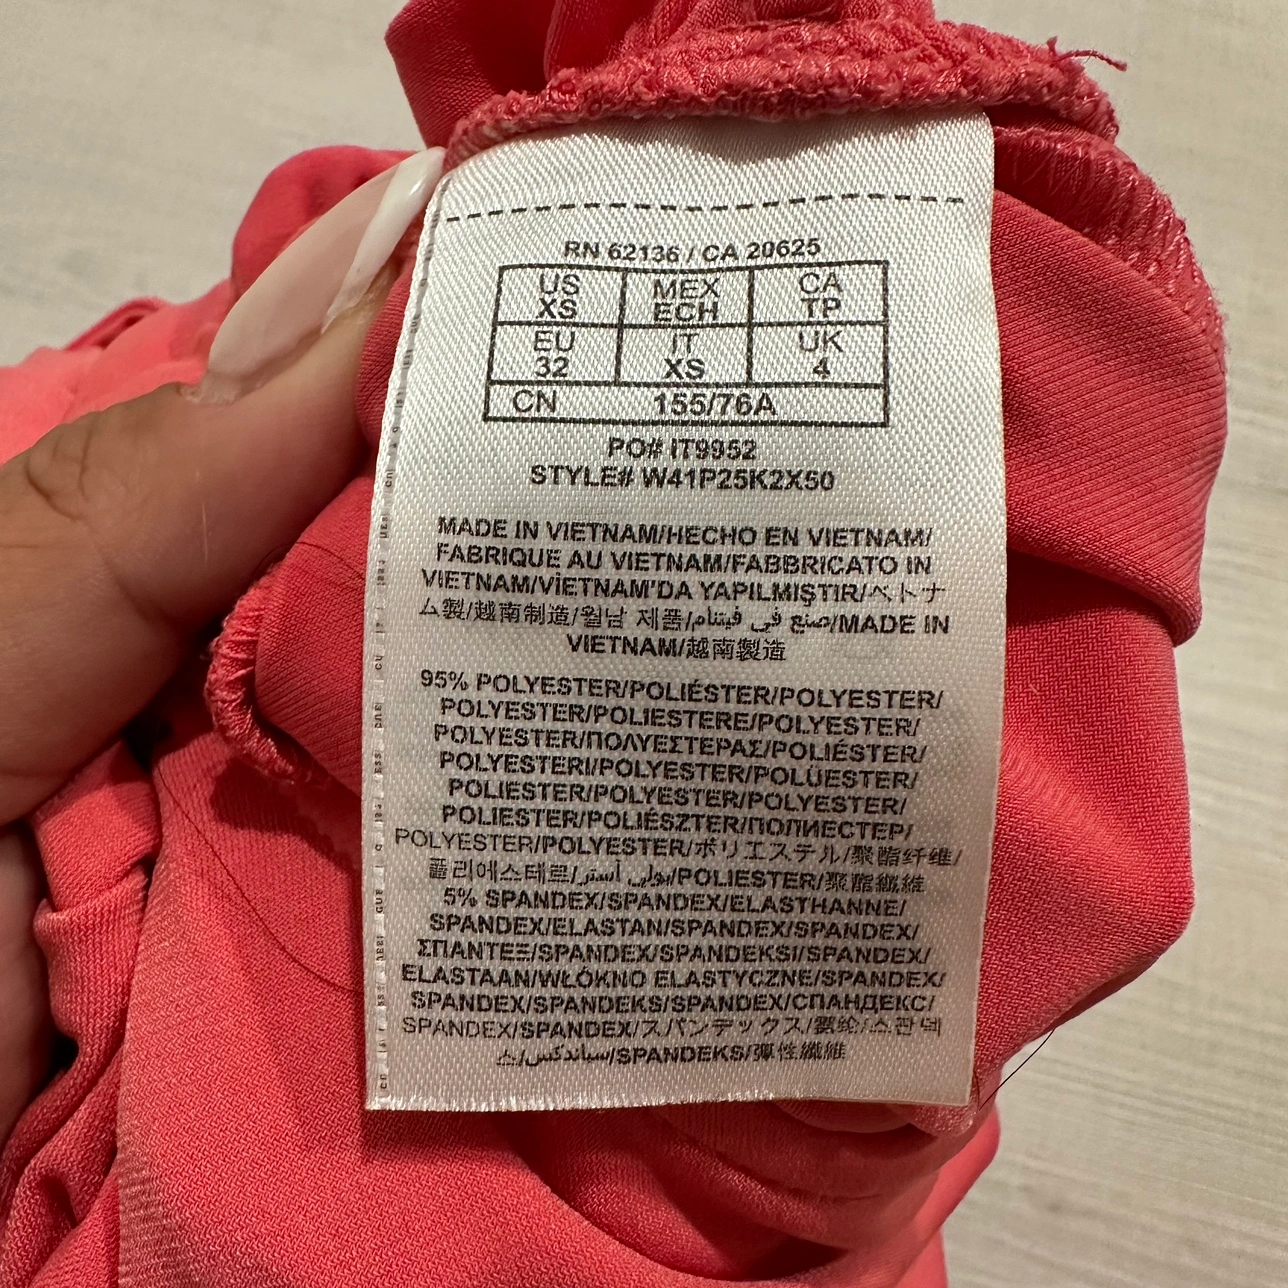 RN 62136 / CA 20625
US MEX CA
XS ECH TP
EU IT UK
32 XS 4
CN 155/76A
PO# IT9952
STYLE# W41P25K2X50
MADE IN VIETNAM/HECHO EN VIETNAM/
FABRIQUE AU VIETNAM/FABBRICATO IN
VIETNAM/VİETNAM'DA YAPILMIŞTIR/ベトナ
ム製/越南制造/월남 제품/صنع في فيتنام/MADE IN
VIETNAM/越南製造
95% POLYESTER/POLIÉSTER/POLYESTER/
POLYESTER/POLIESTERE/POLYESTER/
POLYESTER/ΠΟΛΥΕΣΤΕΡΑΣ/POLIÉSTER/
POLYESTERI/POLYESTER/POLÜESTER/
POLIESTER/POLYESTER/POLYESTER/
POLIESTER/POLIÉSZTER/ПОЛИЕСТЕР/
POLYESTER/POLYESTER/ポリエステル/聚酯纤维/
폴리에스테르/بولي أستر/POLIESTER/聚酯纖維
5% SPANDEX/SPANDEX/ELASTHANNE/
SPANDEX/ELASTAN/SPANDEX/SPANDEX/
ΣΠΑΝΤΕΞ/SPANDEX/SPANDEKSI/SPANDEX/
ELASTAAN/WŁÓKNO ELASTYCZNE/SPANDEX/
SPANDEX/SPANDEKS/SPANDEX/СПАНДЕКС/
SPANDEX/SPANDEX/スパンデックス/氨纶/스판덱
스/سباندكس/SPANDEKS/彈性纖維